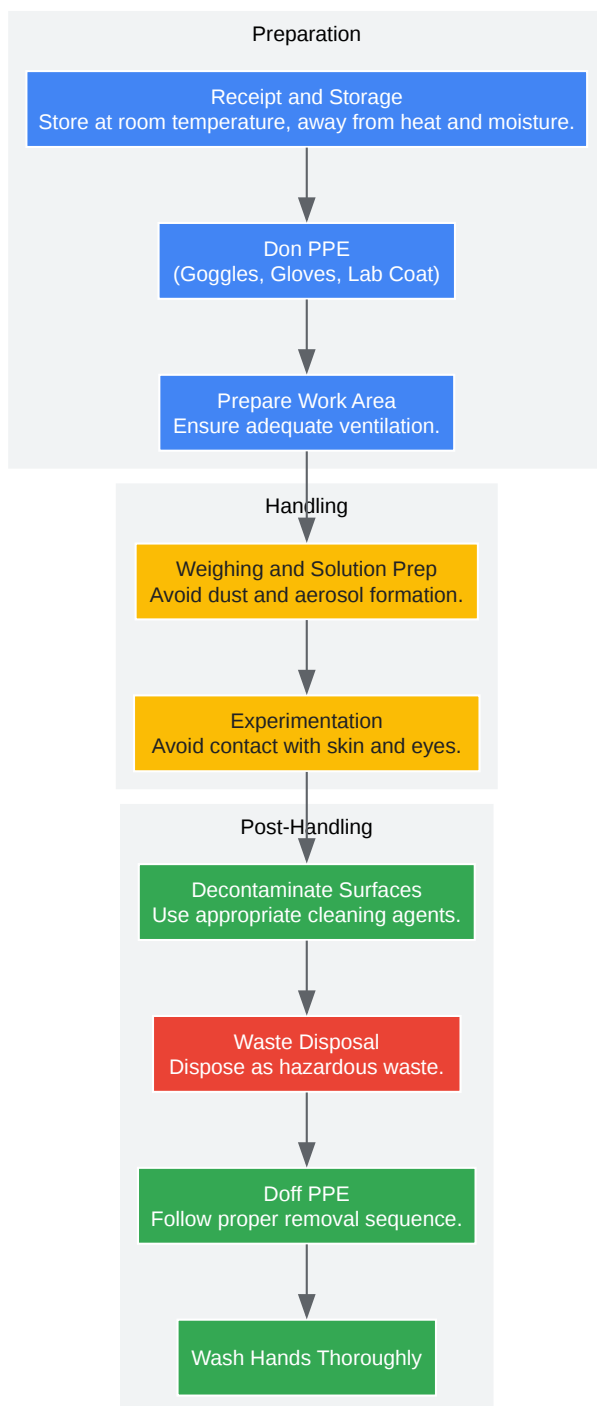 Preparation
Receipt and Storage
Store at room temperature, away from heat and moisture.
Don PPE
(Goggles, Gloves, Lab Coat)
Prepare Work Area
Ensure adequate ventilation.
Handling
Weighing and Solution Prep
Avoid dust and aerosol formation.
Experimentation
Avoid contact with skin and eyes.
Post-Handling
Decontaminate Surfaces
Use appropriate cleaning agents.
Waste Disposal
Dispose as hazardous waste.
Doff PPE
Follow proper removal sequence.
Wash Hands Thoroughly